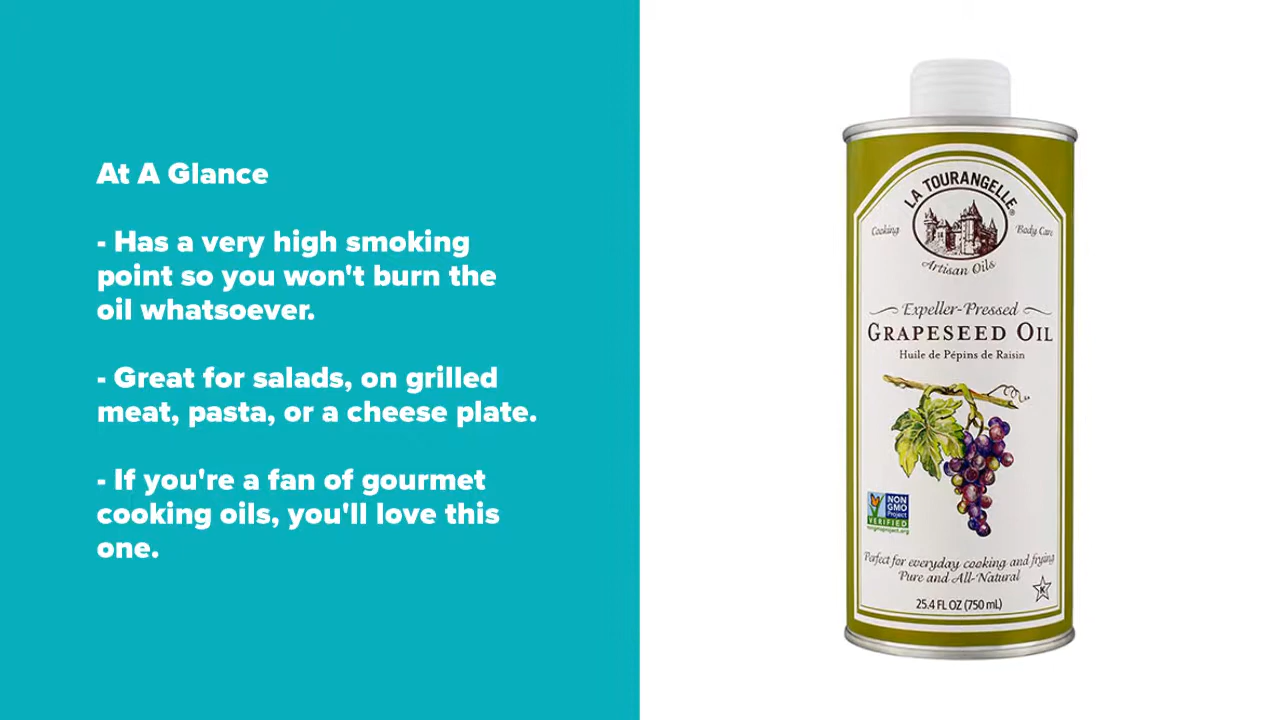 At A Glance
- Has a very high smoking
point so you won't burn the
oil whatsoever.
- Great for salads, on grilled
meat, pasta, or a cheese plate.
- If you're a fan of gourmet
cooking oils, you'll love this
one.
LA TOURANGELLE®
Cooking
Body Care
Artisan Oils
Expeller-Pressed
GRAPESEED OIL
Huile de Pépins de Raisin
NON
GMO
Project
VERIFIED
nongmoproject.org
Perfect for everyday cooking and frying
Pure and All-Natural
K
25.4 FL OZ (750 mL)